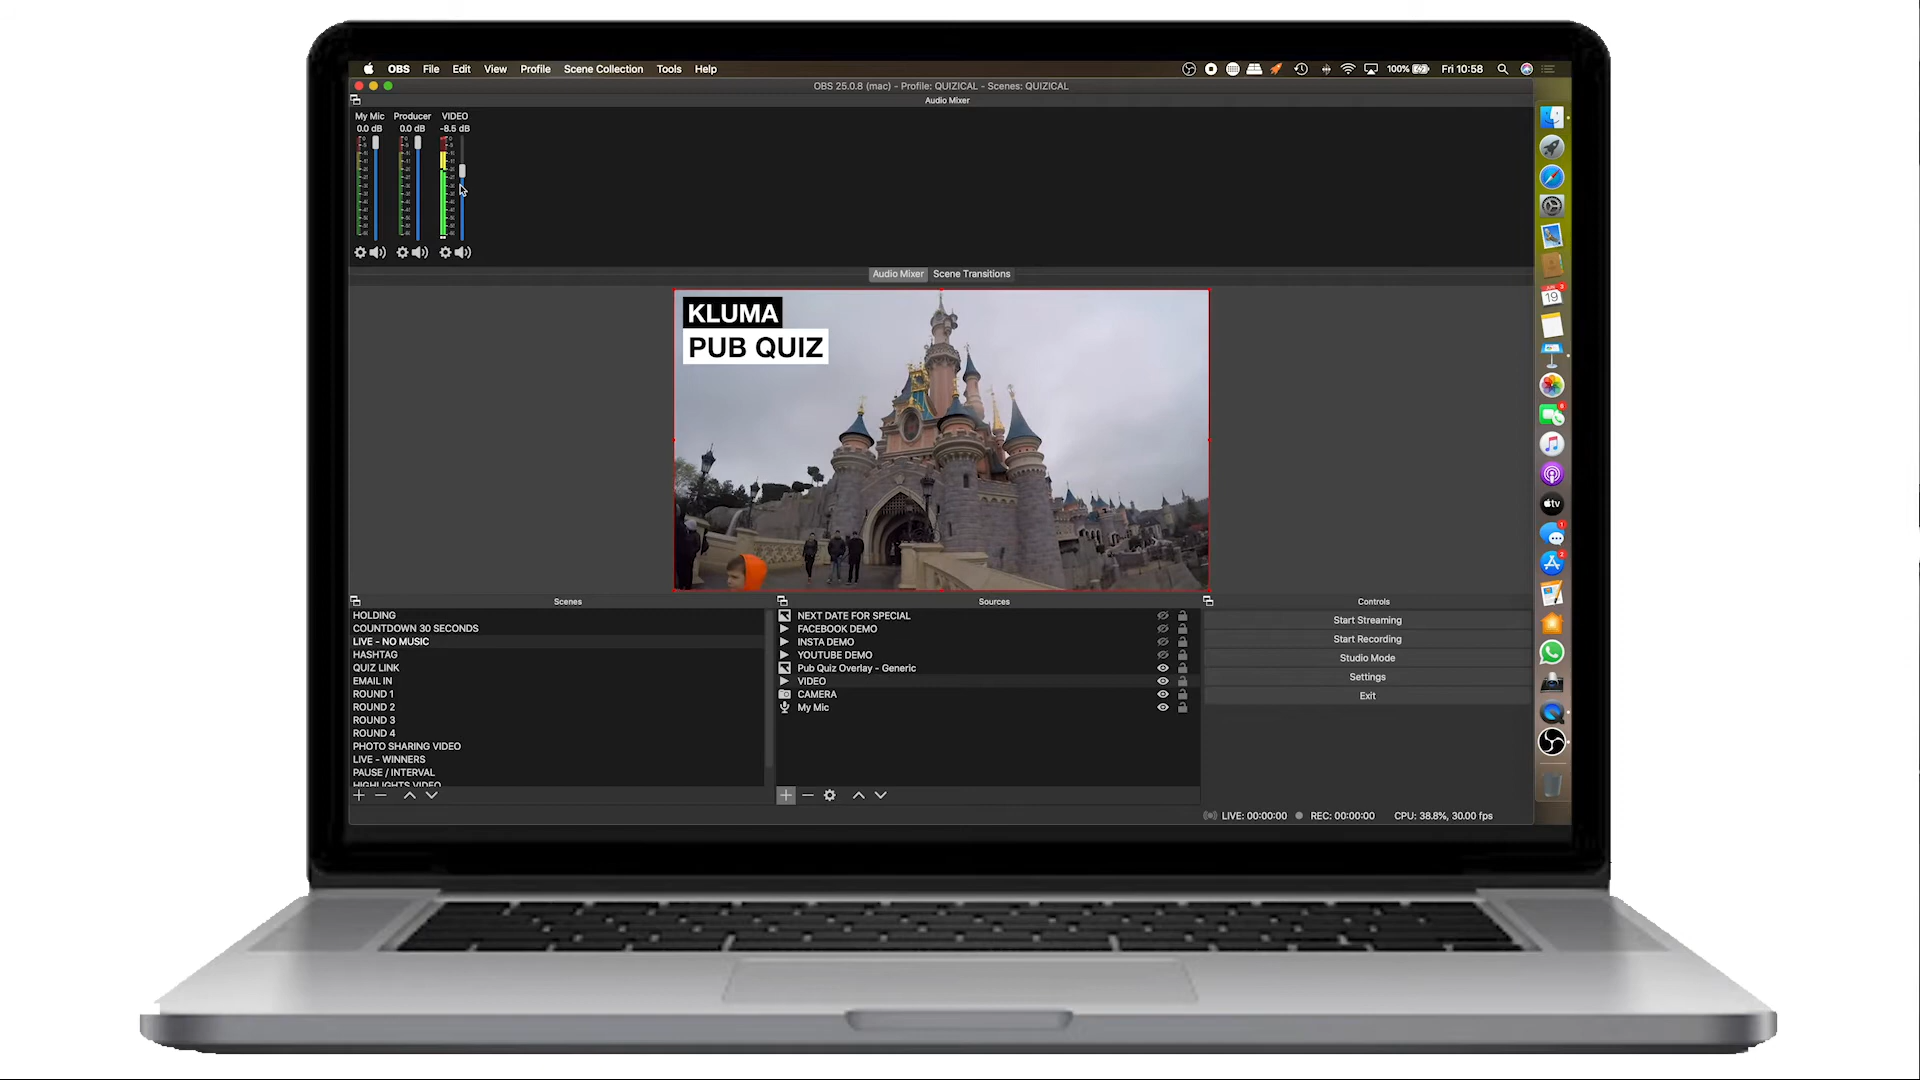 OBS File Edit View Profile Scene Collection Tools Help
100% Fri 10:58
OBS 25.0.8 (mac) - Profile: QUIZICAL - Scenes: QUIZICAL
Audio Mixer
My Mic Producer VIDEO
0.0 dB 0.0 dB -8.5 dB
Audio Mixer Scene Transitions
KLUMA
PUB QUIZ
Scenes
HOLDING
COUNTDOWN 30 SECONDS
LIVE - NO MUSIC
HASHTAG
QUIZ LINK
EMAIL IN
ROUND 1
ROUND 2
ROUND 3
ROUND 4
PHOTO SHARING VIDEO
LIVE - WINNERS
PAUSE / INTERVAL
HIGHLIGHTS VIDEO
Sources
NEXT DATE FOR SPECIAL
FACEBOOK DEMO
INSTA DEMO
YOUTUBE DEMO
Pub Quiz Overlay - Generic
VIDEO
CAMERA
My Mic
Controls
Start Streaming
Start Recording
Studio Mode
Settings
Exit
LIVE: 00:00:00 REC: 00:00:00 CPU: 38.8%, 30.00 fps
19
tv